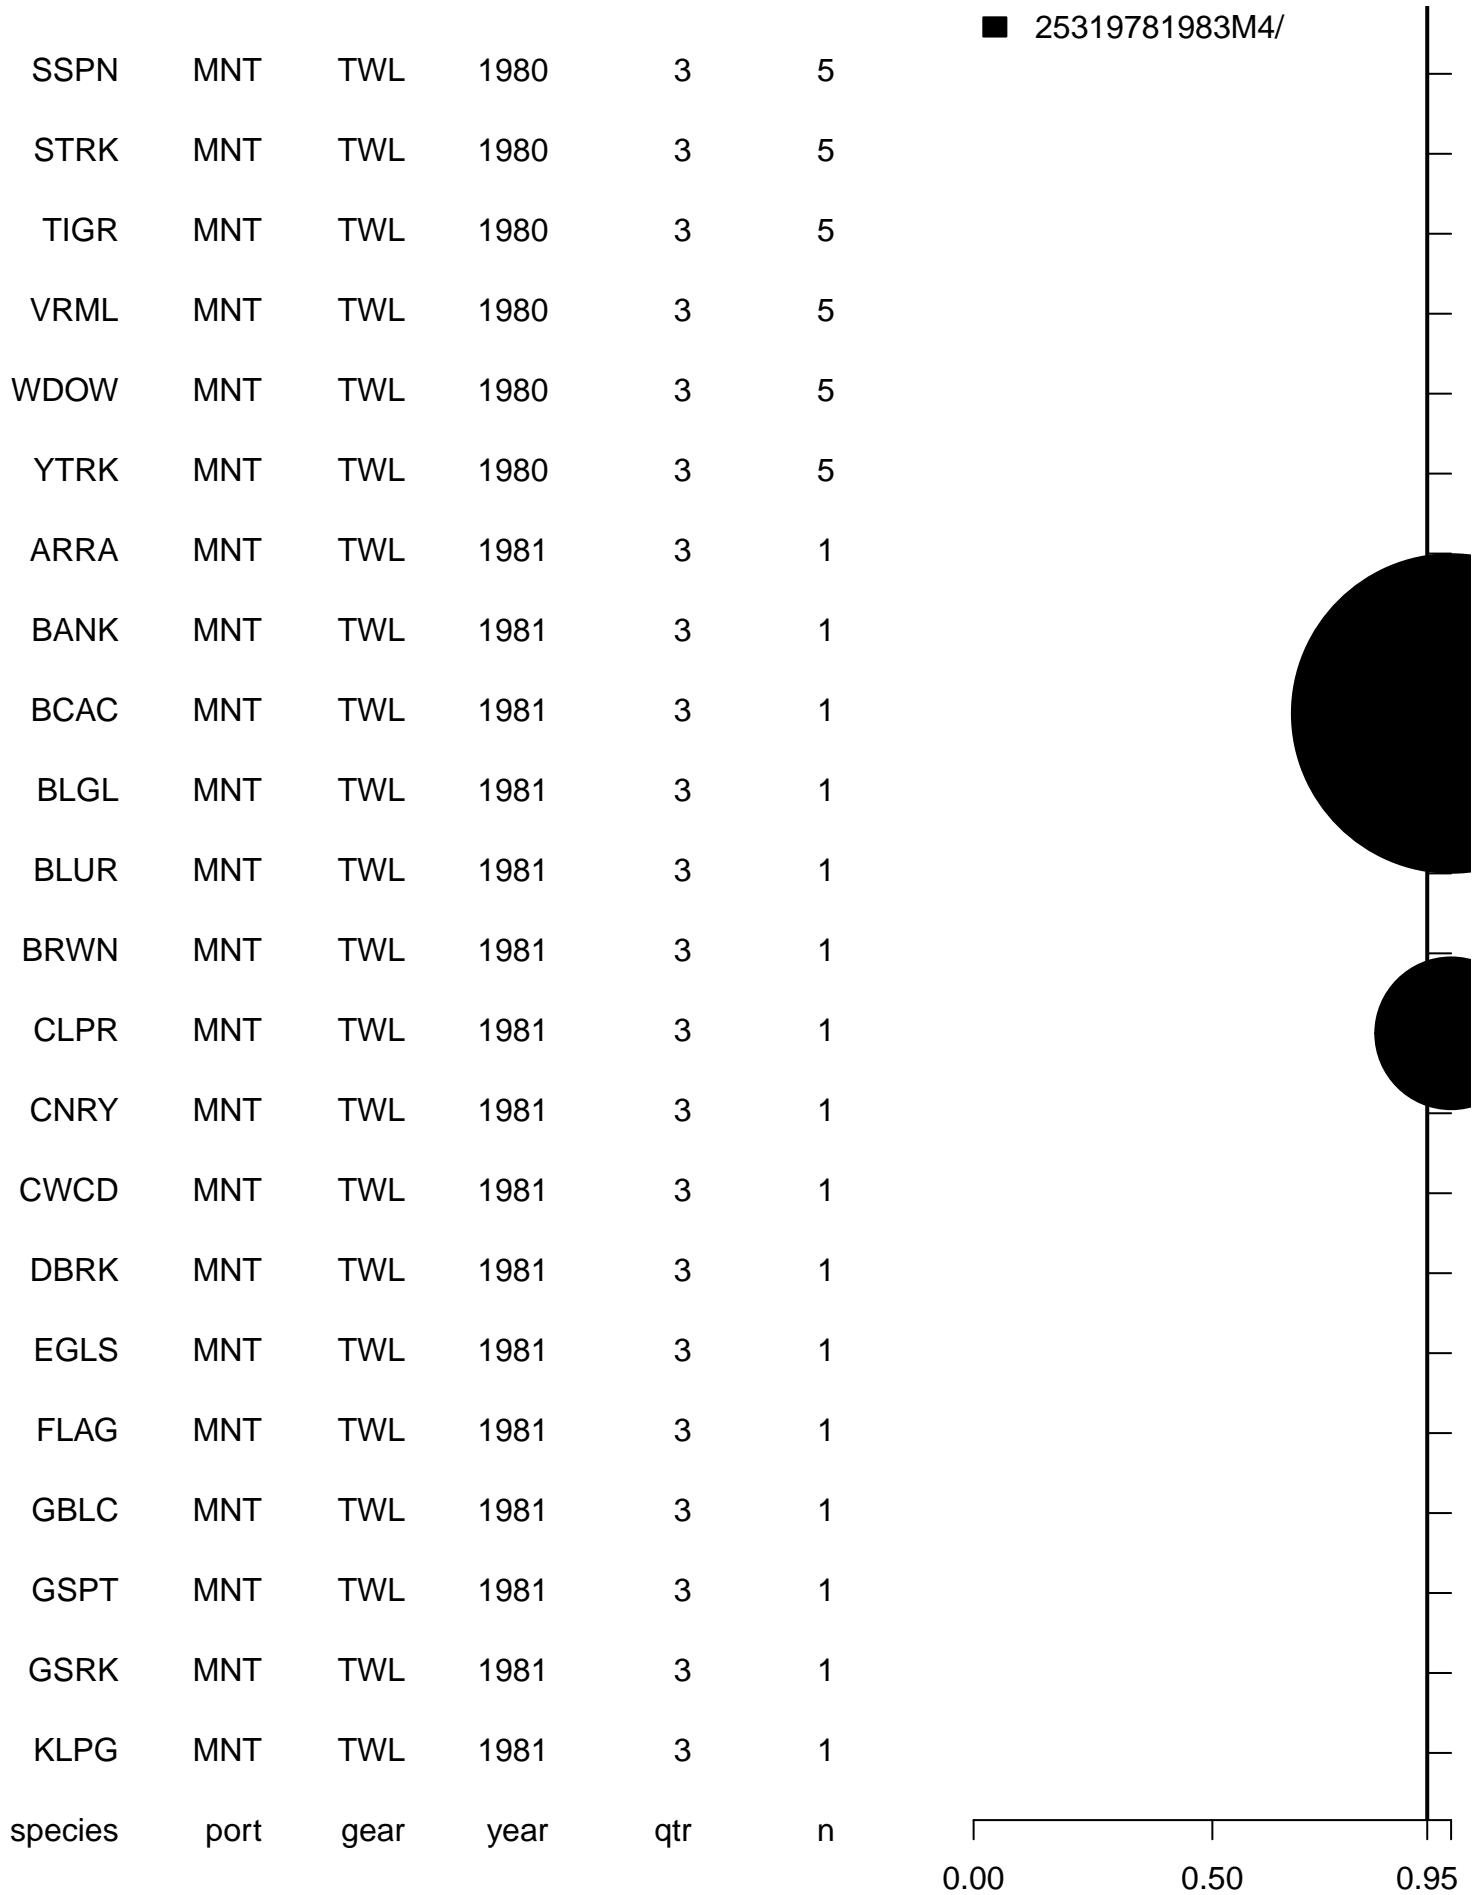 25319781983M4/
SSPN MNT TWL 1980 3 5
STRK MNT TWL 1980 3 5
TIGR MNT TWL 1980 3 5
VRML MNT TWL 1980 3 5
WDOW MNT TWL 1980 3 5
YTRK MNT TWL 1980 3 5
ARRA MNT TWL 1981 3 1
BANK MNT TWL 1981 3 1
BCAC MNT TWL 1981 3 1
BLGL MNT TWL 1981 3 1
BLUR MNT TWL 1981 3 1
BRWN MNT TWL 1981 3 1
CLPR MNT TWL 1981 3 1
CNRY MNT TWL 1981 3 1
CWCD MNT TWL 1981 3 1
DBRK MNT TWL 1981 3 1
EGLS MNT TWL 1981 3 1
FLAG MNT TWL 1981 3 1
GBLC MNT TWL 1981 3 1
GSPT MNT TWL 1981 3 1
GSRK MNT TWL 1981 3 1
KLPG MNT TWL 1981 3 1
species port gear year qtr n
0.00 0.50 0.95